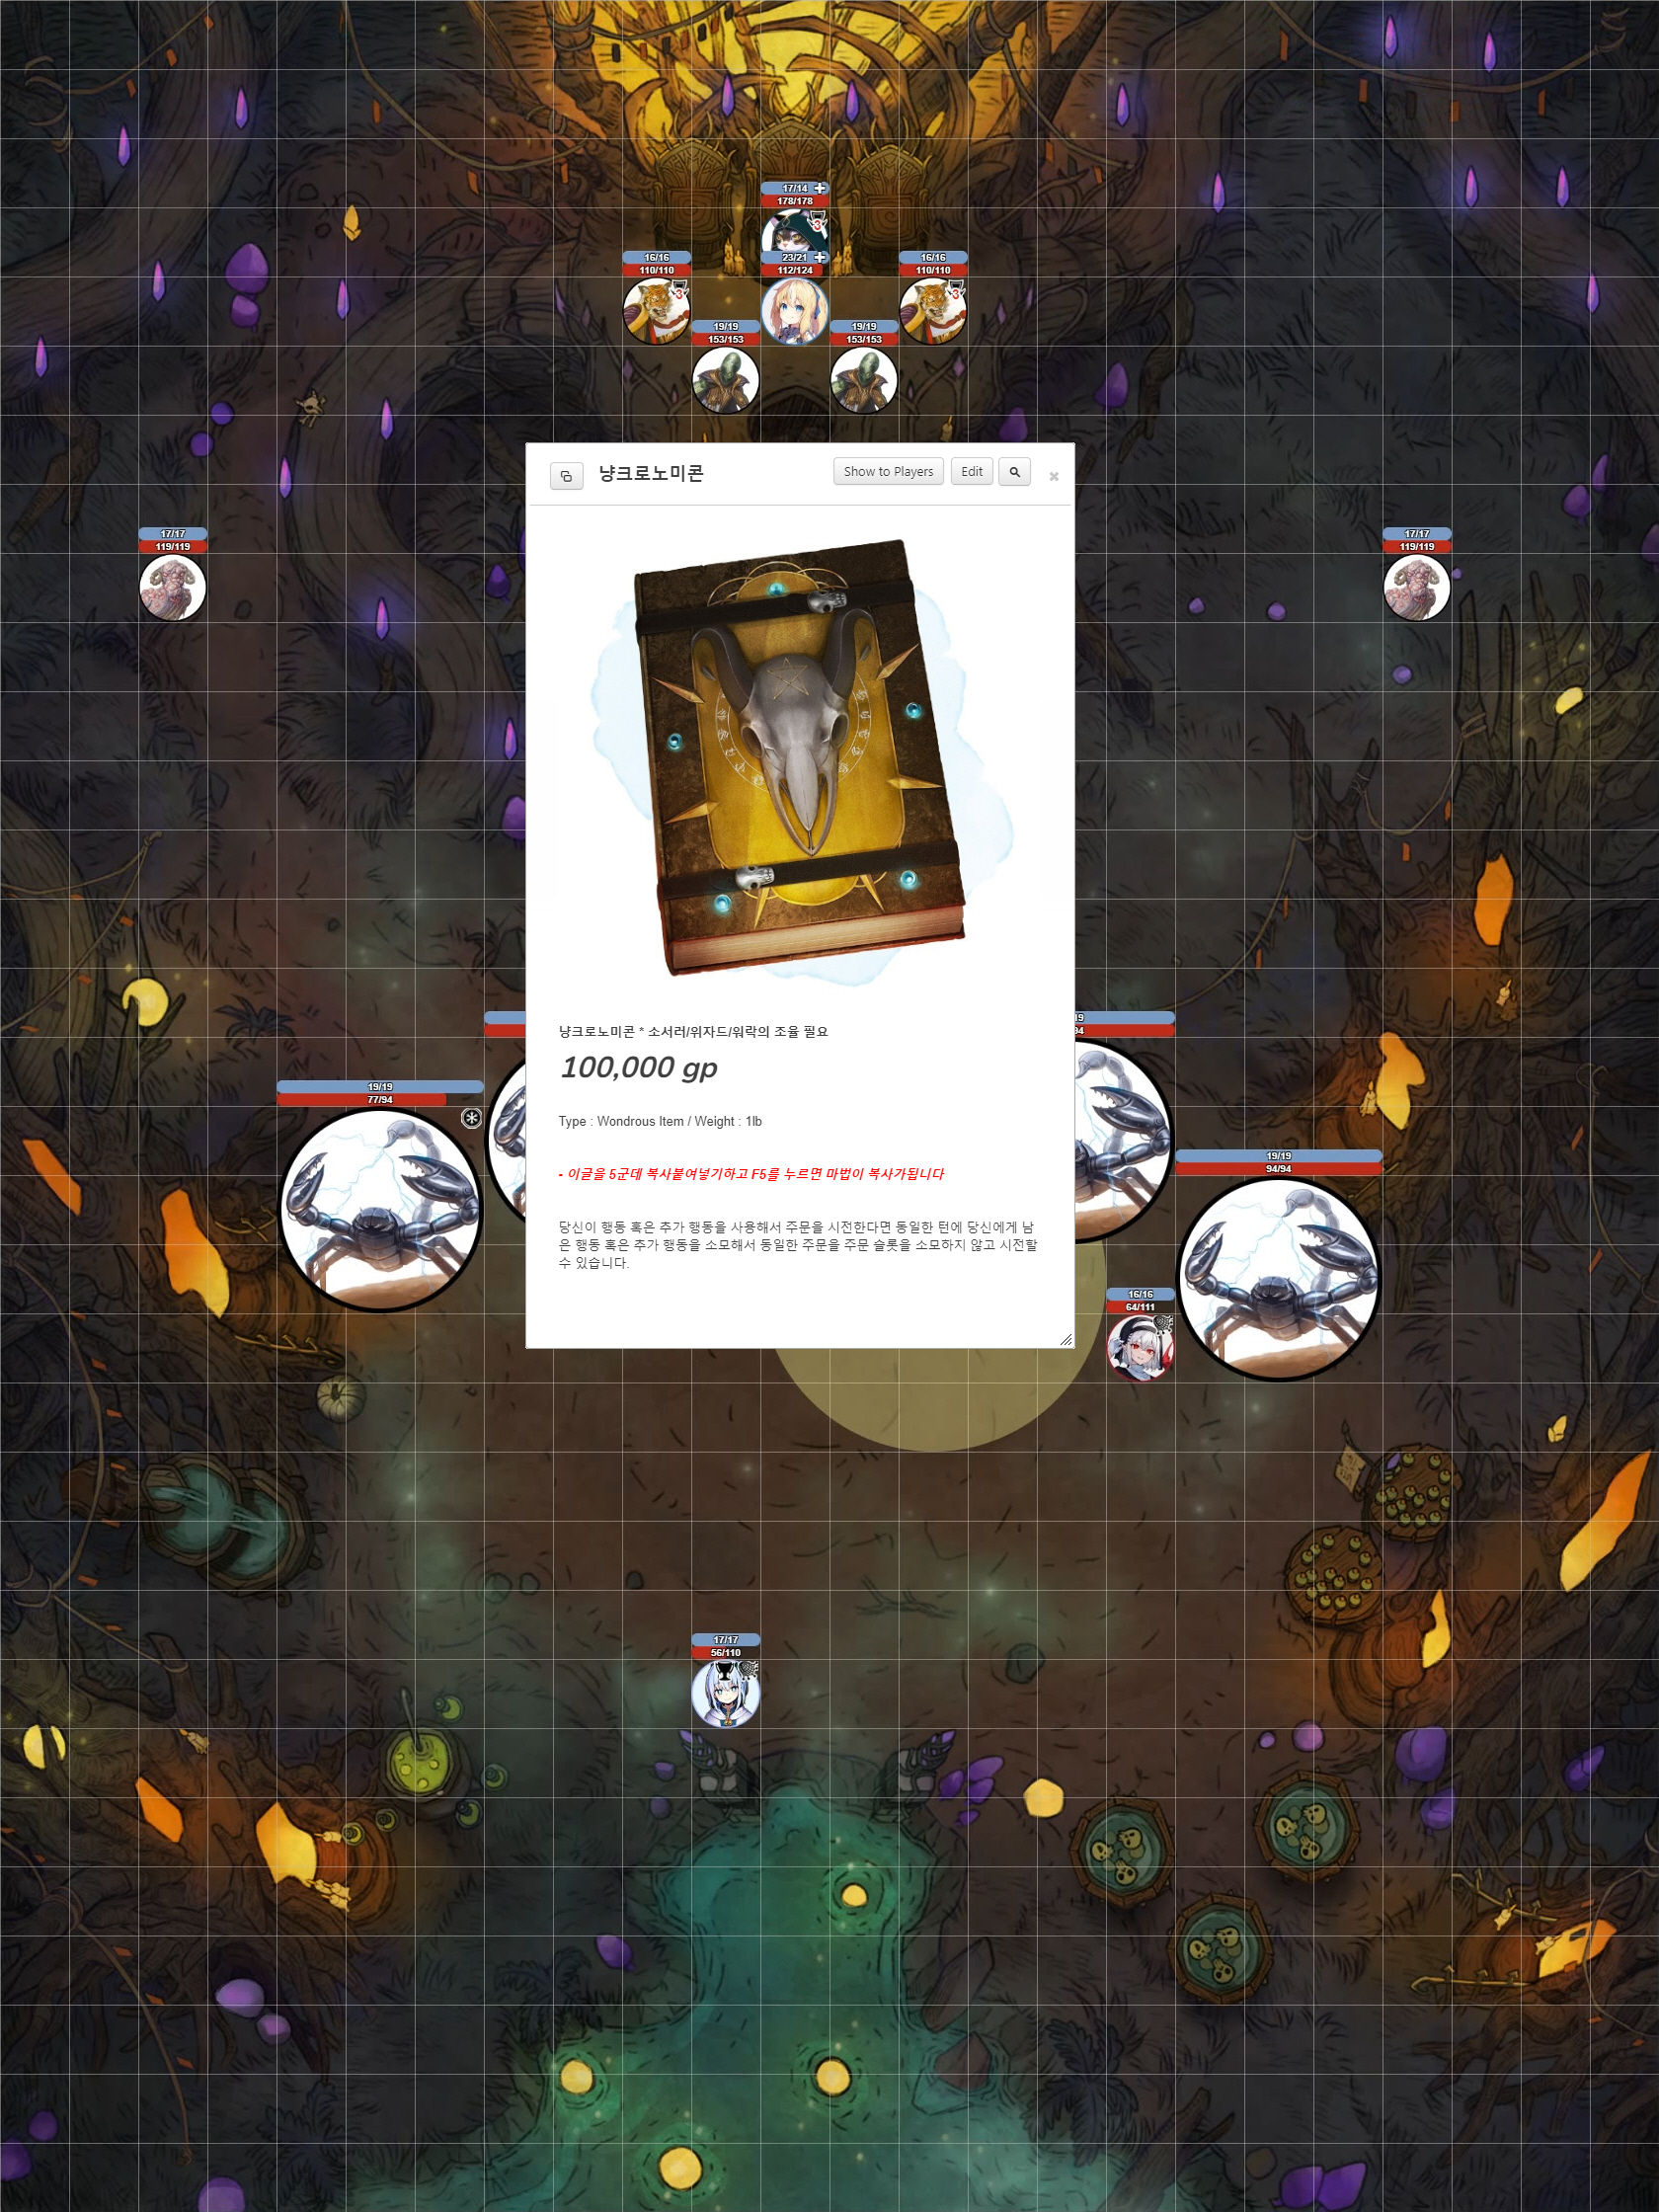 17/14
178/178
3
16/16
110/110
3
23/21
112/124
16/16
110/110
3
19/19
153/153
19/19
153/153
냥크로노미콘
Show to Players
Edit
17/17
119/119
17/17
119/119
냥크로노미콘 * 소서러/위자드/워락의 조율 필요
100,000 gp
Type : Wondrous Item / Weight : 1lb
- 이글을 5군데 복사붙여넣기하고 F5를 누르면 마법이 복사가됩니다
당신이 행동 혹은 추가 행동을 사용해서 주문을 시전한다면 동일한 턴에 당신에게 남
은 행동 혹은 추가 행동을 소모해서 동일한 주문을 주문 슬롯을 소모하지 않고 시전할
수 있습니다.
19/19
77/94
19/19
94/94
16/16
64/111
17/17
56/110